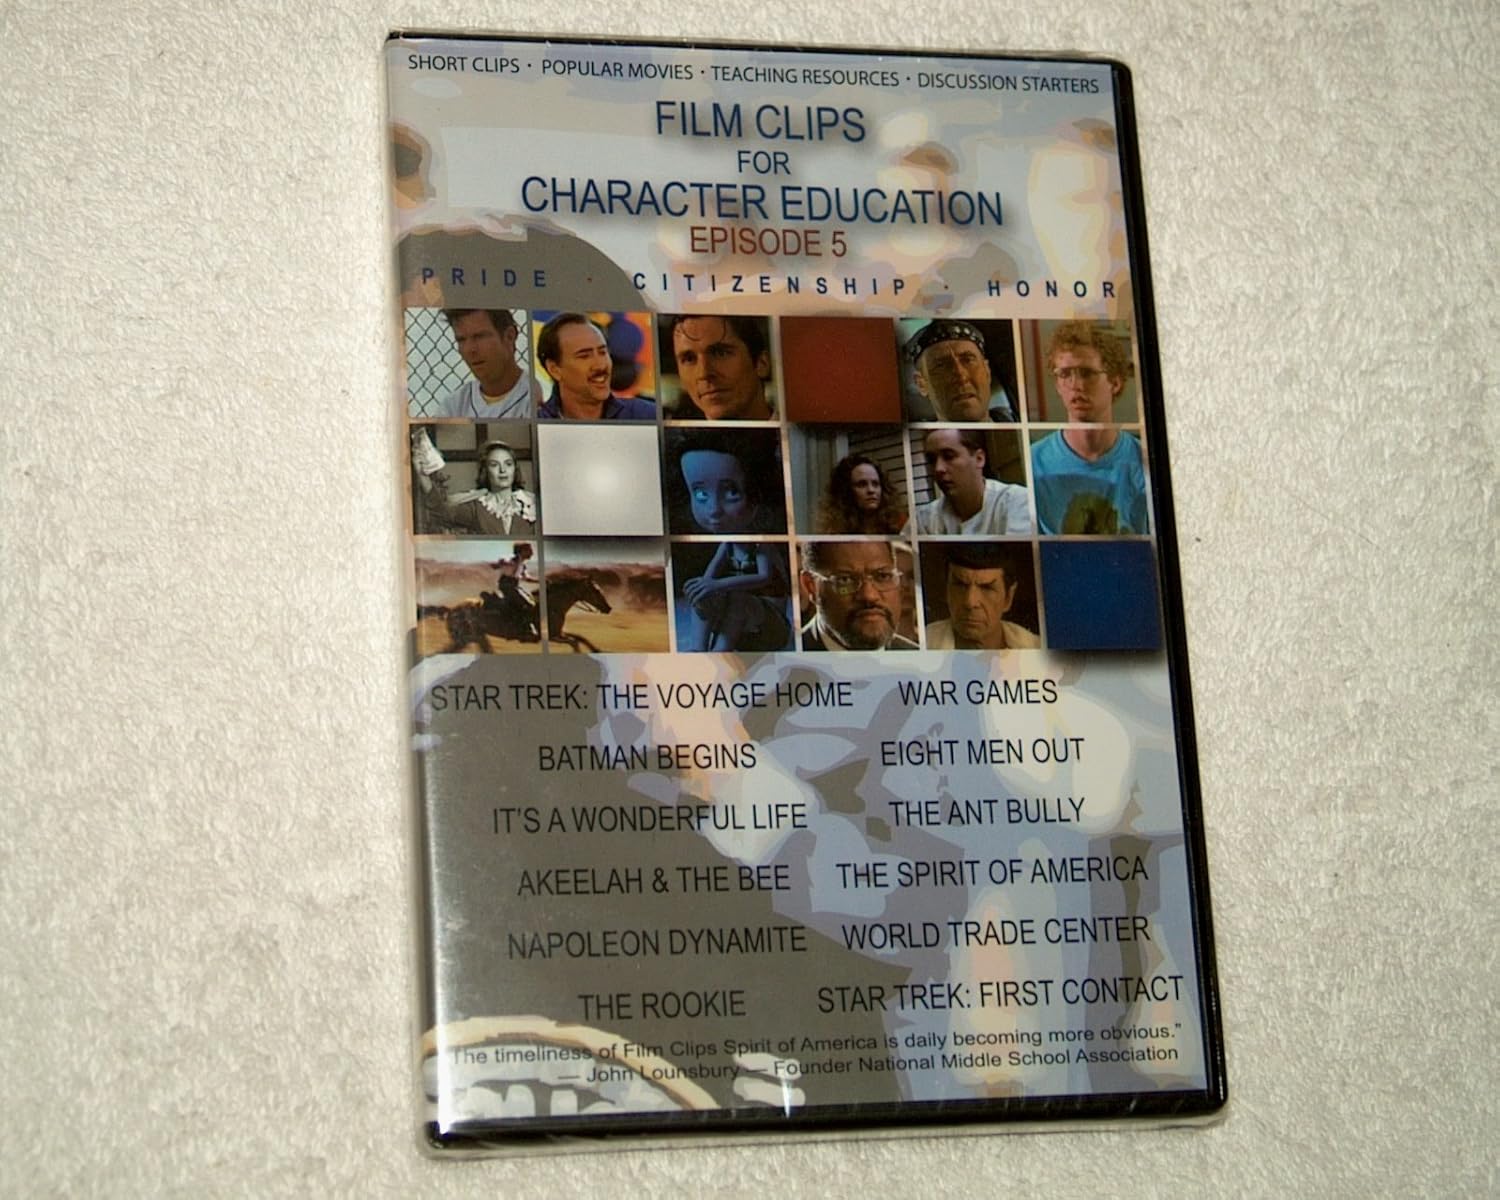 SHORT CLIPS · POPULAR MOVIES · TEACHING RESOURCES · DISCUSSION STARTERS
FILM CLIPS
FOR
CHARACTER EDUCATION
EPISODE 5
PRIDE · CITIZENSHIP · HONOR
STAR TREK: THE VOYAGE HOME WAR GAMES
BATMAN BEGINS EIGHT MEN OUT
IT'S A WONDERFUL LIFE THE ANT BULLY
AKEELAH & THE BEE THE SPIRIT OF AMERICA
NAPOLEON DYNAMITE WORLD TRADE CENTER
THE ROOKIE STAR TREK: FIRST CONTACT
"The timeliness of Film Clips Spirit of America is daily becoming more obvious."
— John Lounsbury — Founder National Middle School Association